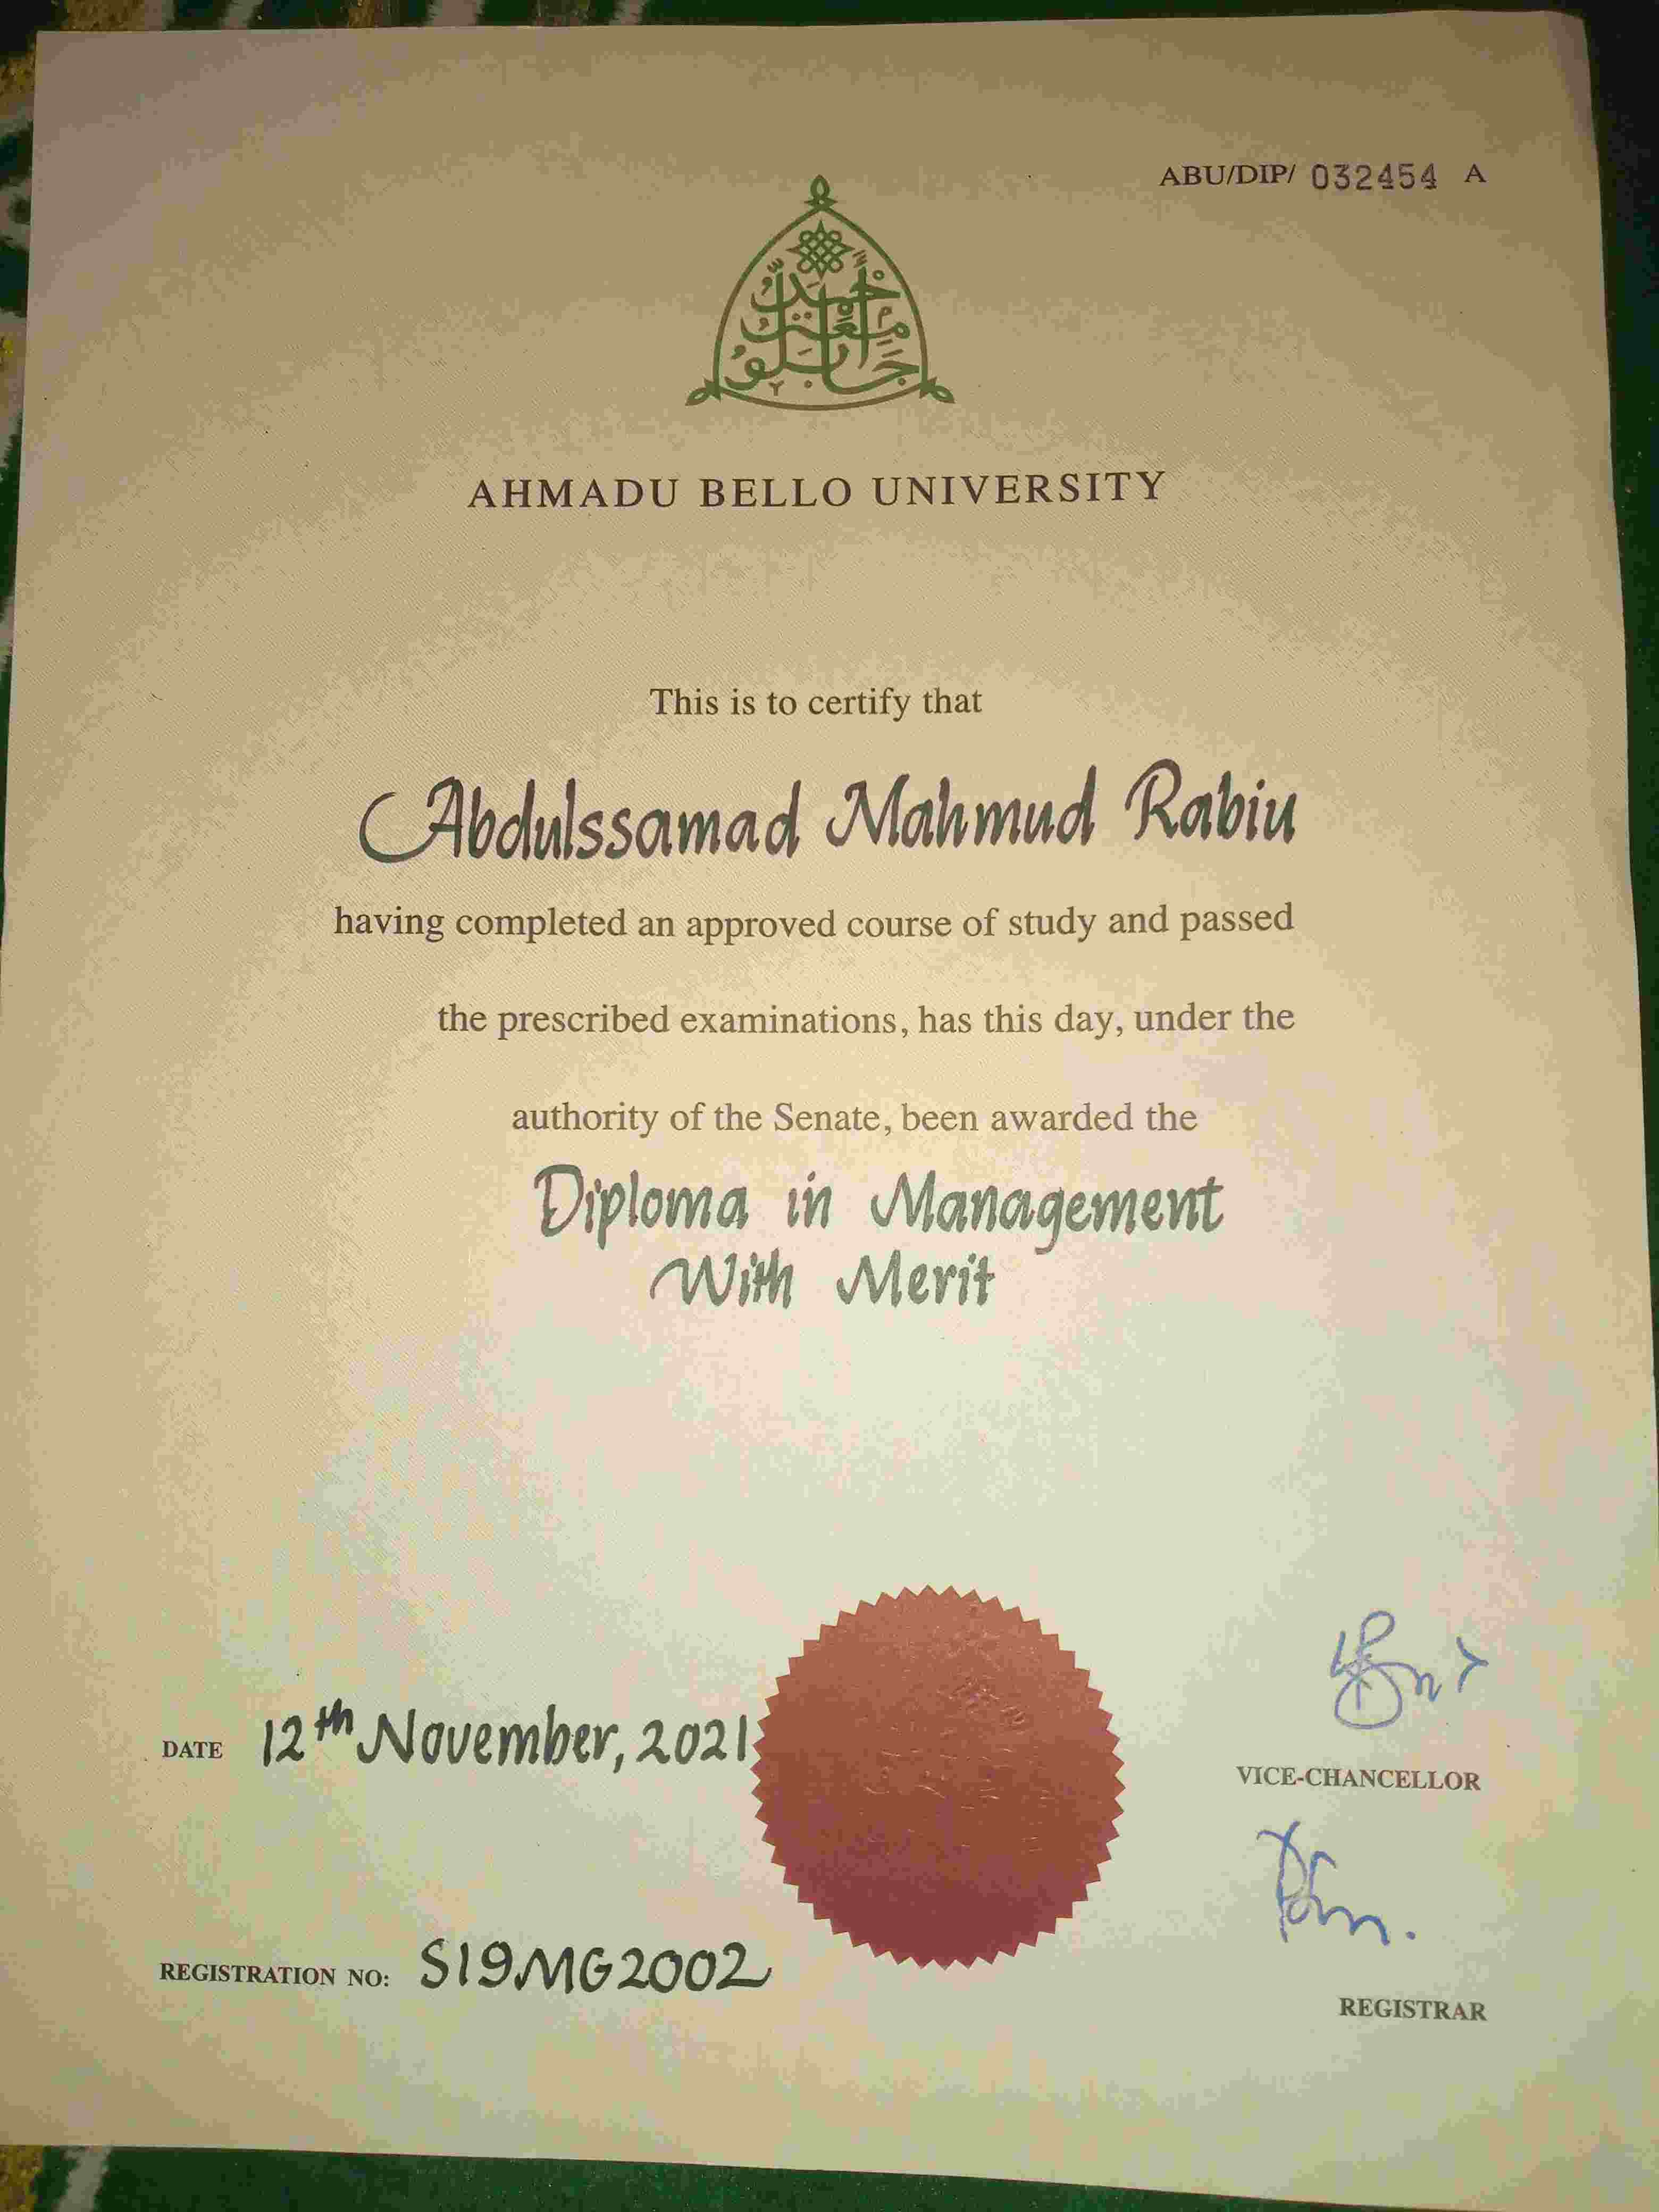 ABU/DIP/ 032454 A
AHMADU BELLO UNIVERSITY
This is to certify that
Abdulssamad Mahmud Rabiu
having completed an approved course of study and passed
the prescribed examinations, has this day, under the
authority of the Senate, been awarded the
Diploma in Management
With Merit
DATE 12th November, 2021
VICE-CHANCELLOR
REGISTRATION NO: S19MG2002
REGISTRAR